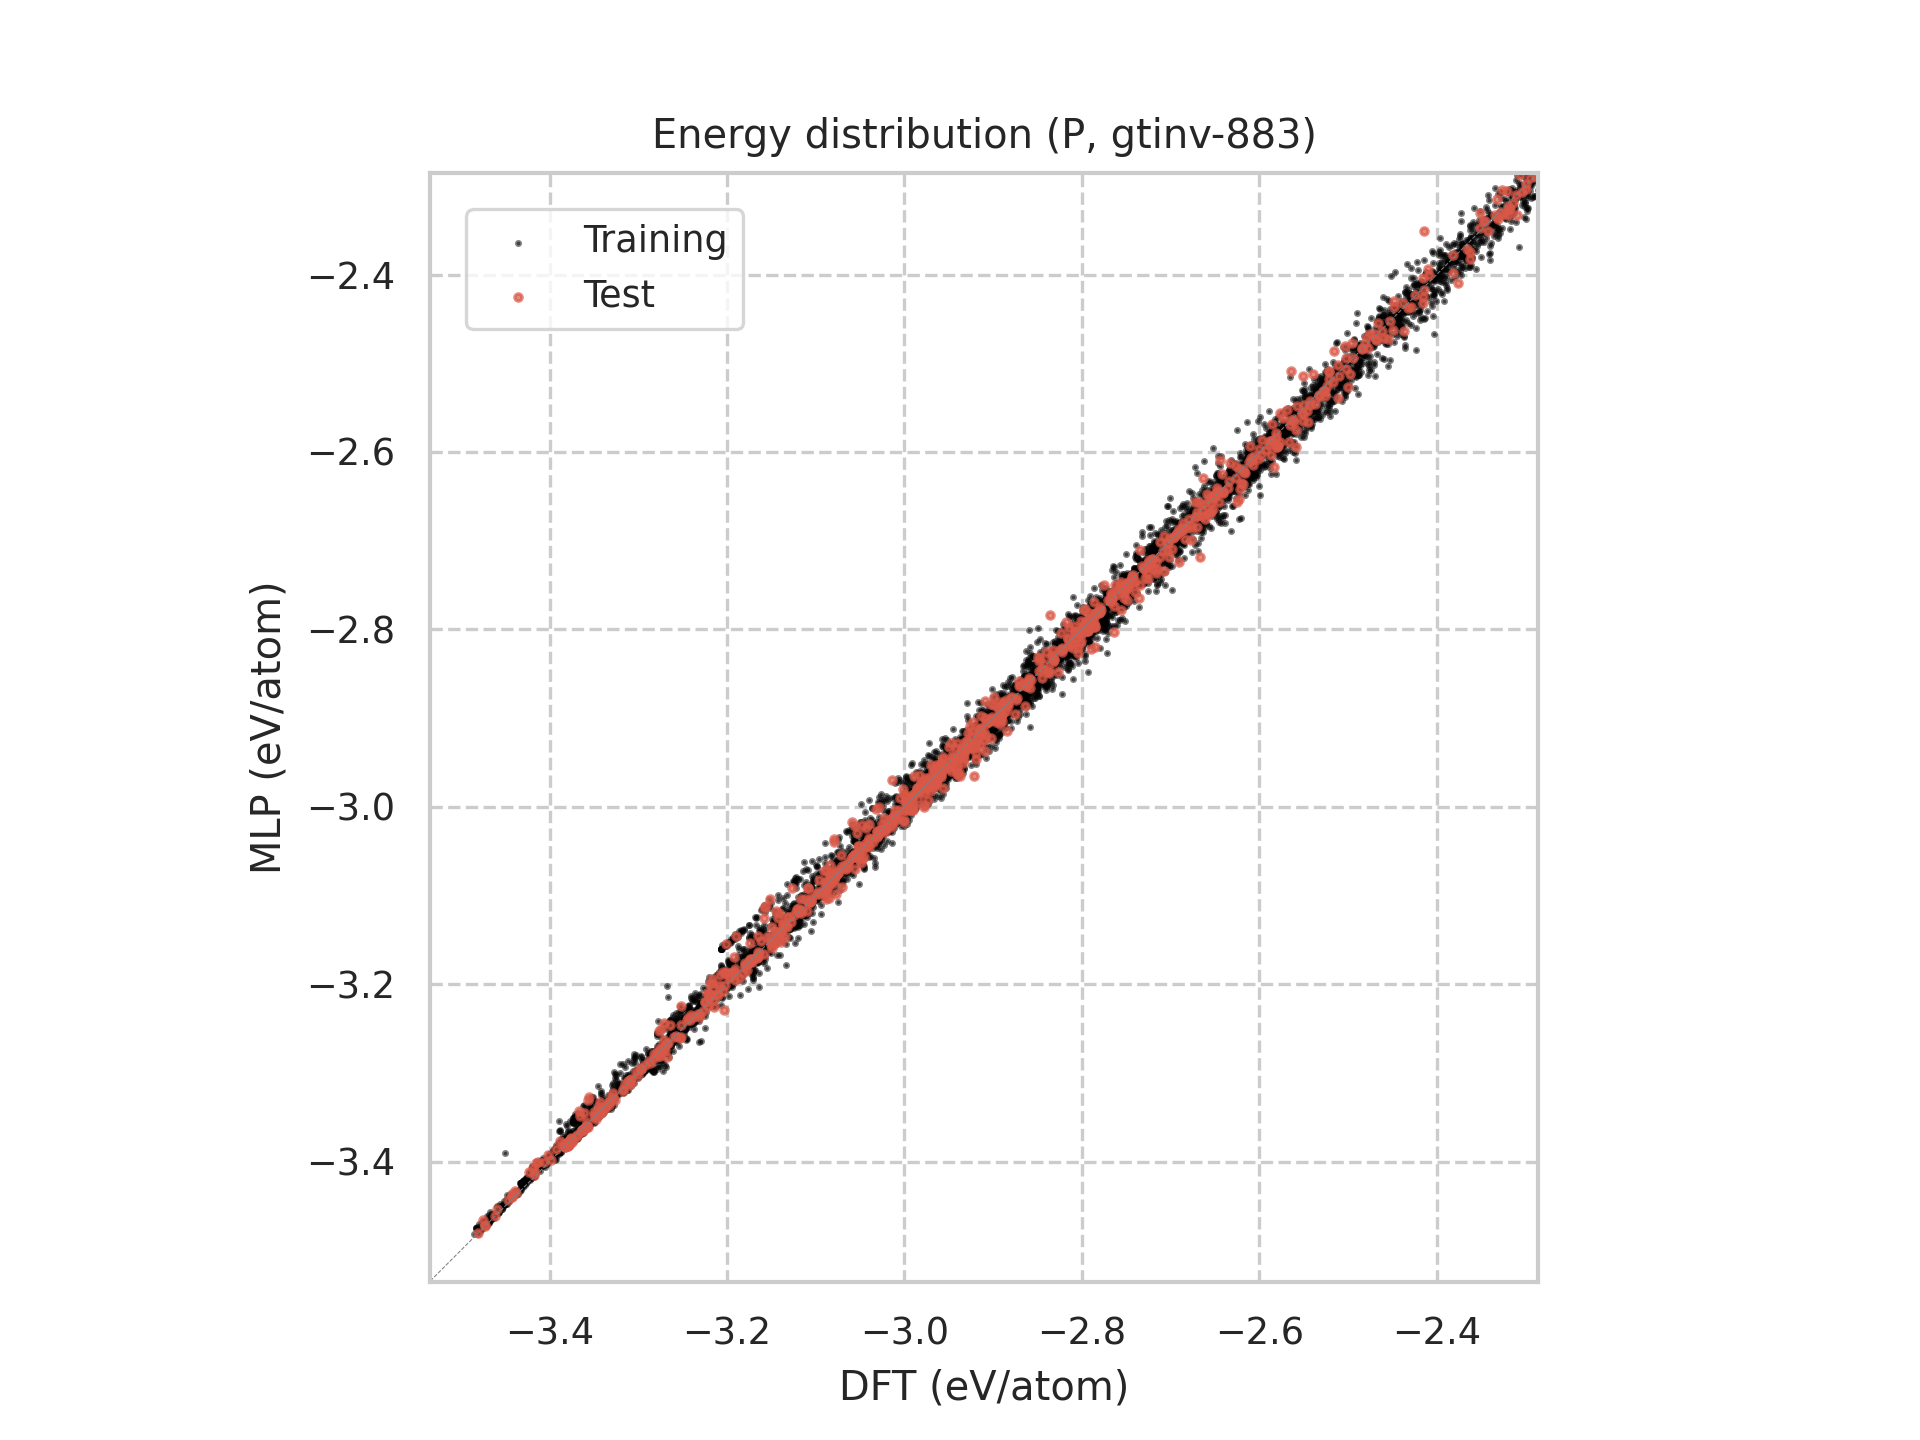 Energy distribution (P, gtinv-883)
Training
Test
−2.4
−2.6
−2.8
−3.0
−3.2
−3.4
MLP (eV/atom)
−3.4 −3.2 −3.0 −2.8 −2.6 −2.4
DFT (eV/atom)